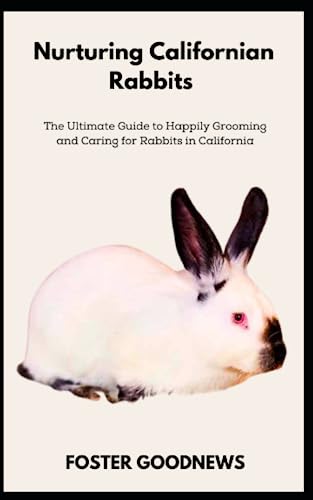 Nurturing Californian
Rabbits
The Ultimate Guide to Happily Grooming
and Caring for Rabbits in California
FOSTER GOODNEWS